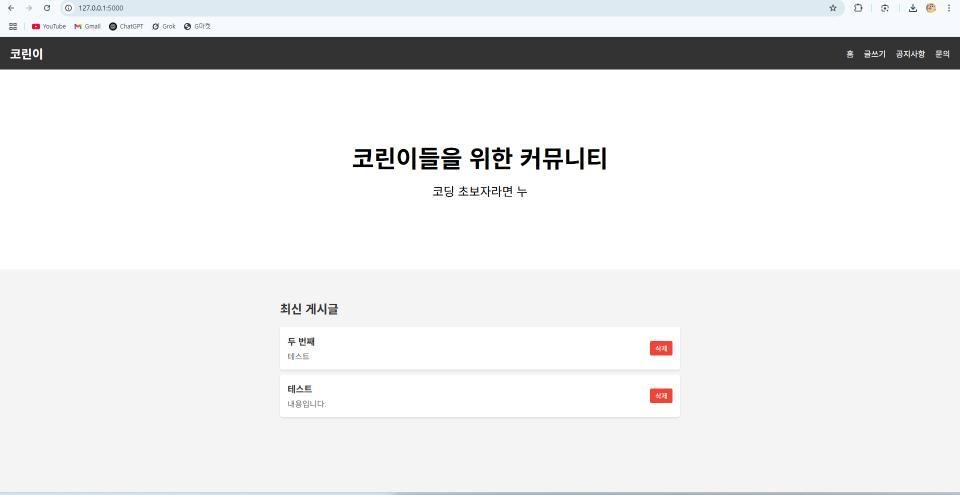 127.0.0.1:5000
YouTube Gmail ChatGPT Grok G마켓
코린이 홈 글쓰기 공지사항 문의
코린이들을 위한 커뮤니티
코딩 초보자라면 누
최신 게시글
두 번째
테스트
삭제
테스트
내용입니다.
삭제